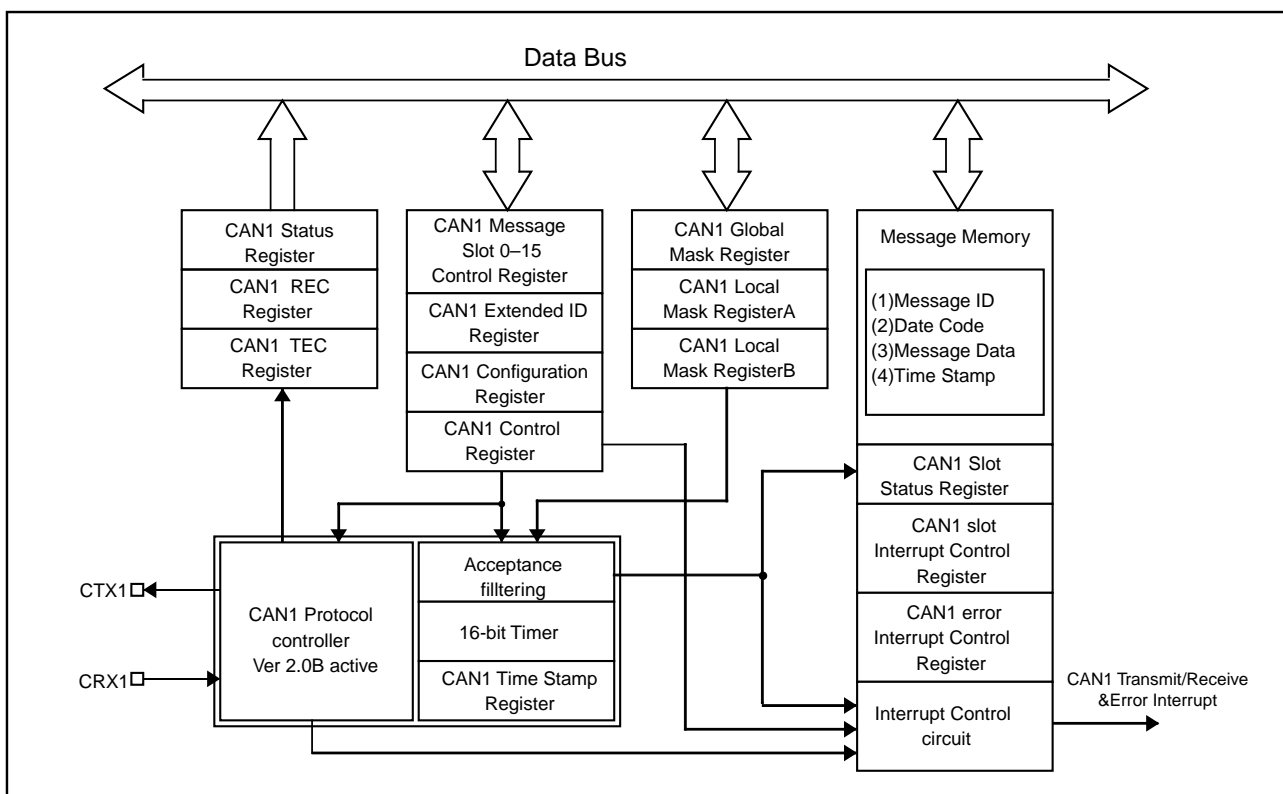 Data Bus
CAN1 Status
Register
CAN1 REC
Register
CAN1 TEC
Register
CAN1 Message
Slot 0–15
Control Register
CAN1 Extended ID
Register
CAN1 Configuration
Register
CAN1 Control
Register
CAN1 Global
Mask Register
CAN1 Local
Mask RegisterA
CAN1 Local
Mask RegisterB
Message Memory
(1)Message ID
(2)Date Code
(3)Message Data
(4)Time Stamp
CAN1 Slot
Status Register
CAN1 slot
Interrupt Control
Register
CAN1 error
Interrupt Control
Register
Interrupt Control
circuit
CTX1
CRX1
CAN1 Protocol
controller
Ver 2.0B active
Acceptance
filltering
16-bit Timer
CAN1 Time Stamp
Register
CAN1 Transmit/Receive
&Error Interrupt